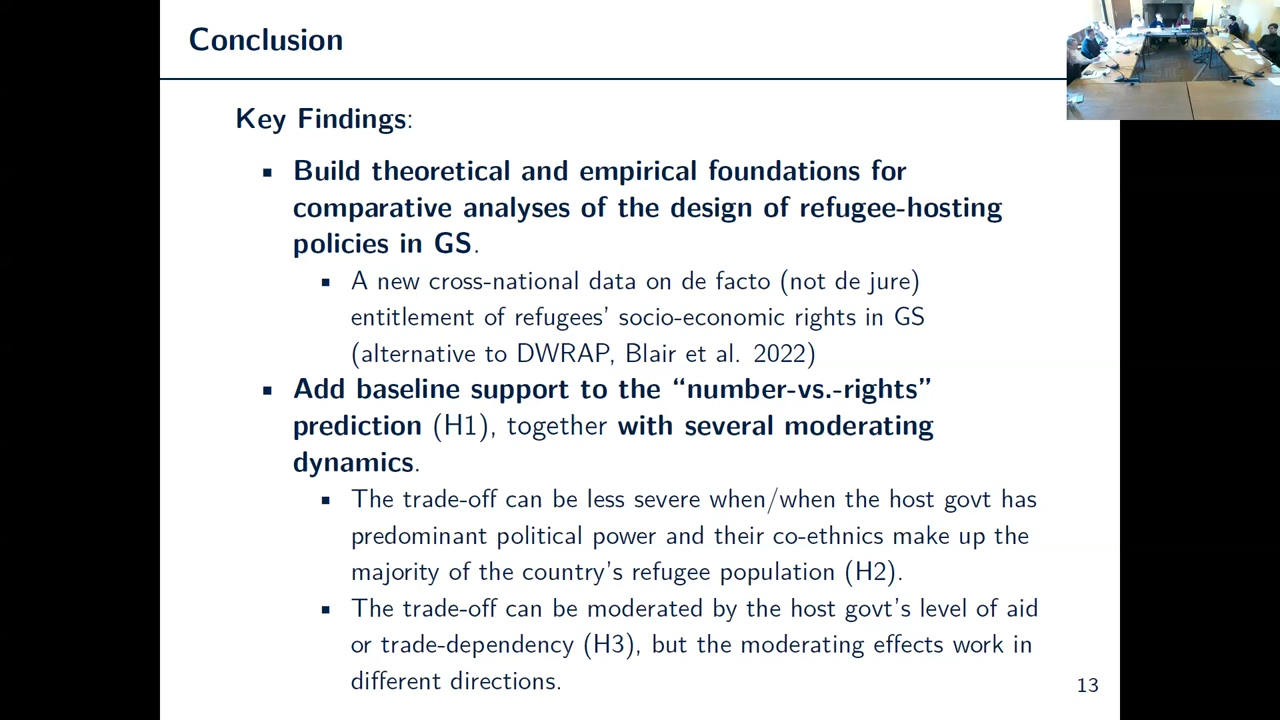 Conclusion
Key Findings:
▪ Build theoretical and empirical foundations for
comparative analyses of the design of refugee-hosting
policies in GS.
▪ A new cross-national data on de facto (not de jure)
entitlement of refugees' socio-economic rights in GS
(alternative to DWRAP, Blair et al. 2022)
▪ Add baseline support to the “number-vs.-rights”
prediction (H1), together with several moderating
dynamics.
▪ The trade-off can be less severe when/when the host govt has
predominant political power and their co-ethnics make up the
majority of the country's refugee population (H2).
▪ The trade-off can be moderated by the host govt's level of aid
or trade-dependency (H3), but the moderating effects work in
different directions.
13